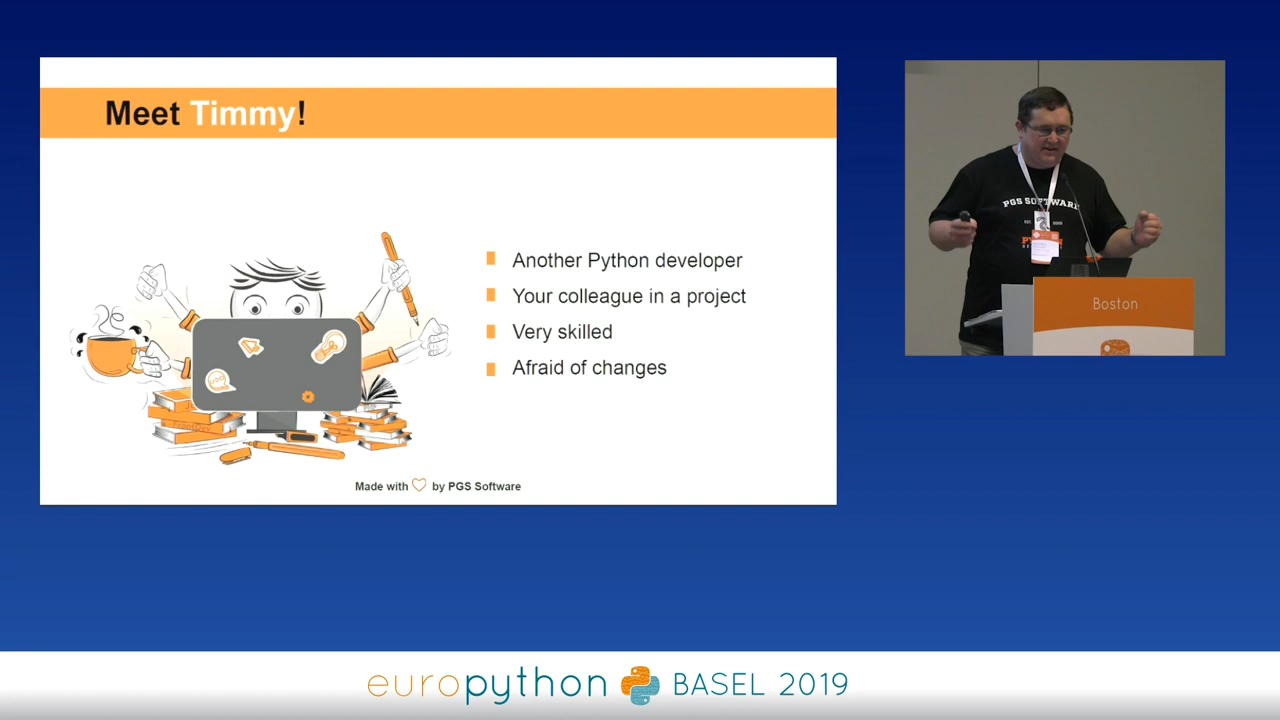 Meet Timmy!
Another Python developer
Your colleague in a project
Very skilled
Afraid of changes
Made with by PGS Software
PGS SOFTWARE
Boston
europython BASEL 2019